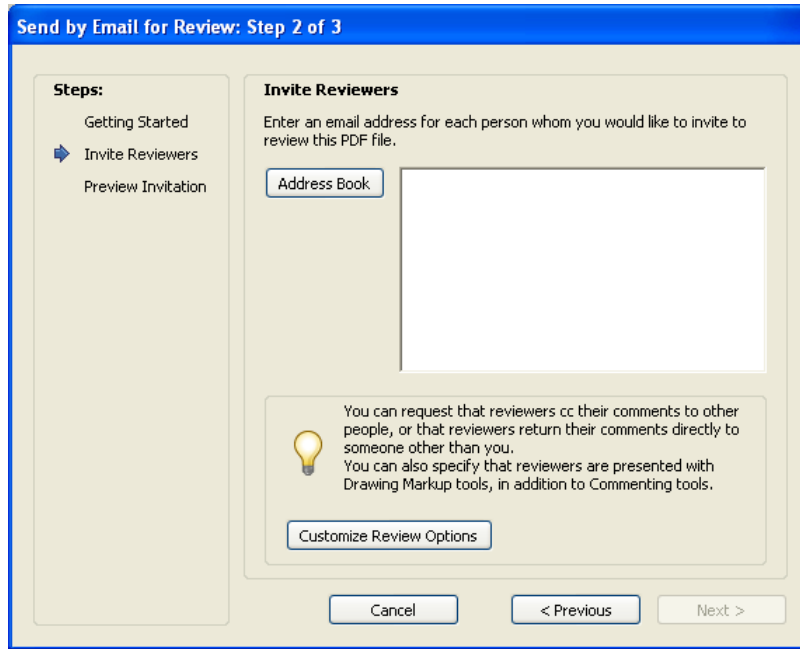 Send by Email for Review: Step 2 of 3
Steps:
Getting Started
Invite Reviewers
Preview Invitation
Invite Reviewers
Enter an email address for each person whom you would like to invite to
review this PDF file.
Address Book
You can request that reviewers cc their comments to other
people, or that reviewers return their comments directly to
someone other than you.
You can also specify that reviewers are presented with
Drawing Markup tools, in addition to Commenting tools.
Customize Review Options
Cancel
< Previous
Next >